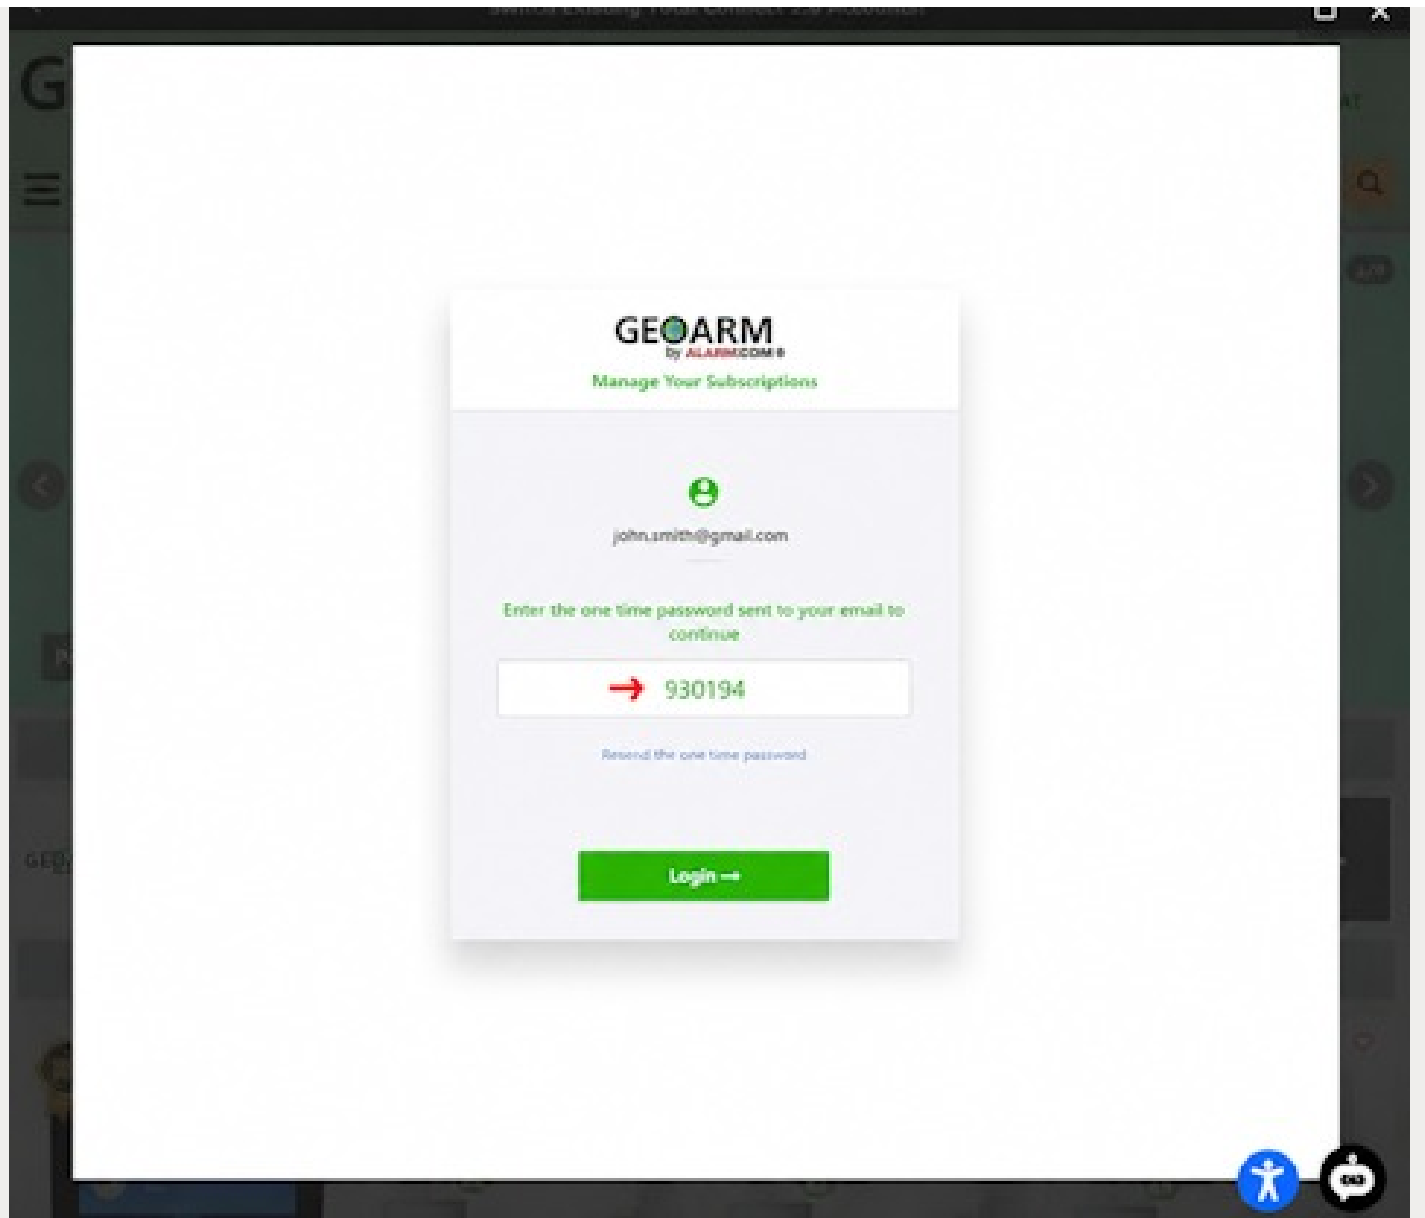 GEOARM
by ALARM.COM
Manage Your Subscriptions
john.smith@gmail.com
Enter the one time password sent to your email to
continue
→ 930194
Resend the one time password
Login →